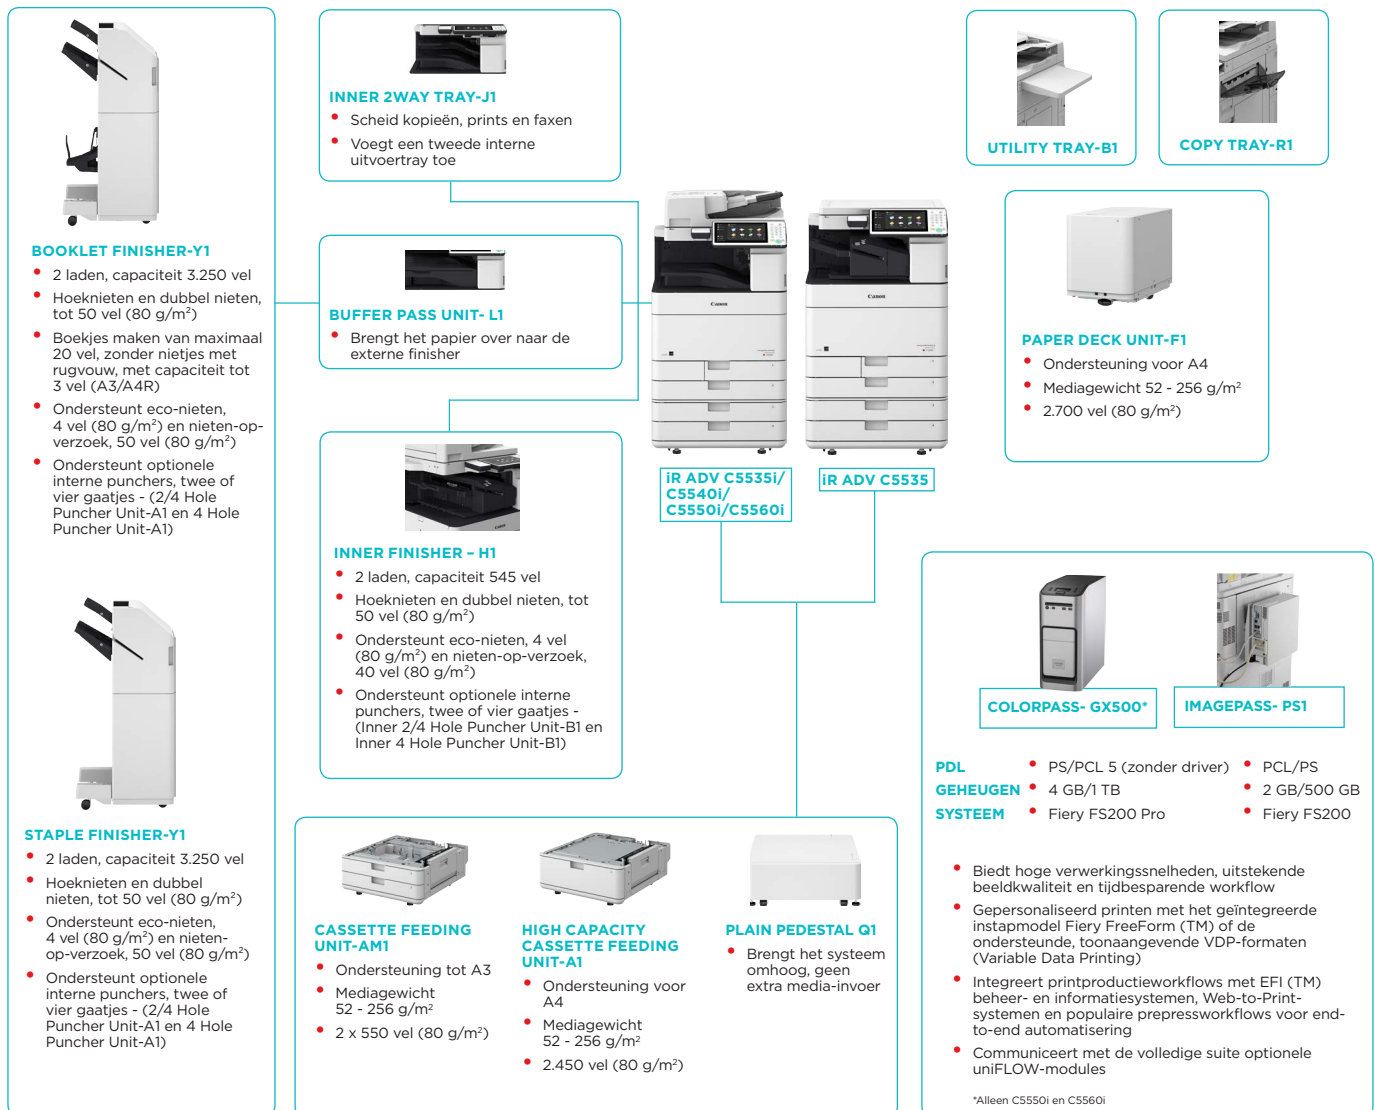 BOOKLET FINISHER-Y1
• 2 laden, capaciteit 3.250 vel
• Hoeknieten en dubbel nieten,
tot 50 vel (80 g/m²)
• Boekjes maken van maximaal
20 vel, zonder nietjes met
rugvouw, met capaciteit tot
3 vel (A3/A4R)
• Ondersteunt eco-nieten,
4 vel (80 g/m²) en nieten-op-
verzoek, 50 vel (80 g/m²)
• Ondersteunt optionele
interne punchers, twee of
vier gaatjes - (2/4 Hole
Puncher Unit-A1 en 4 Hole
Puncher Unit-A1)
STAPLE FINISHER-Y1
• 2 laden, capaciteit 3.250 vel
• Hoeknieten en dubbel
nieten, tot 50 vel (80 g/m²)
• Ondersteunt eco-nieten,
4 vel (80 g/m²) en nieten-
op-verzoek, 50 vel (80 g/m²)
• Ondersteunt optionele
interne punchers, twee of
vier gaatjes - (2/4 Hole
Puncher Unit-A1 en 4 Hole
Puncher Unit-A1)
INNER 2WAY TRAY-J1
• Scheid kopieën, prints en faxen
• Voegt een tweede interne
uitvoertray toe
BUFFER PASS UNIT- L1
• Brengt het papier over naar de
externe finisher
INNER FINISHER – H1
• 2 laden, capaciteit 545 vel
• Hoeknieten en dubbel nieten, tot
50 vel (80 g/m²)
• Ondersteunt eco-nieten, 4 vel
(80 g/m²) en nieten-op-verzoek,
40 vel (80 g/m²)
• Ondersteunt optionele interne
punchers, twee of vier gaatjes -
(Inner 2/4 Hole Puncher Unit-B1 en
Inner 4 Hole Puncher Unit-B1)
Canon
Canon
iR ADV C5535i/
C5540i/
C5550i/C5560i
iR ADV C5535
UTILITY TRAY-B1
COPY TRAY-R1
PAPER DECK UNIT-F1
• Ondersteuning voor A4
• Mediagewicht 52 - 256 g/m²
• 2.700 vel (80 g/m²)
CASSETTE FEEDING
UNIT-AM1
• Ondersteuning tot A3
• Mediagewicht
52 - 256 g/m²
• 2 x 550 vel (80 g/m²)
HIGH CAPACITY
CASSETTE FEEDING
UNIT-A1
• Ondersteuning voor
A4
• Mediagewicht
52 - 256 g/m²
• 2.450 vel (80 g/m²)
PLAIN PEDESTAL Q1
• Brengt het systeem
omhoog, geen
extra media-invoer
COLORPASS- GX500*
IMAGEPASS- PS1
PDL • PS/PCL 5 (zonder driver) • PCL/PS
GEHEUGEN • 4 GB/1 TB • 2 GB/500 GB
SYSTEEM • Fiery FS200 Pro • Fiery FS200
• Biedt hoge verwerkingssnelheden, uitstekende
beeldkwaliteit en tijdbesparende workflow
• Gepersonaliseerd printen met het geïntegreerde
instapmodel Fiery FreeForm (TM) of de
ondersteunde, toonaangevende VDP-formaten
(Variable Data Printing)
• Integreert printproductieworkflows met EFI (TM)
beheer- en informatiesystemen, Web-to-Print-
systemen en populaire prepressworkflows voor end-
to-end automatisering
• Communiceert met de volledige suite optionele
uniFLOW-modules
*Alleen C5550i en C5560i